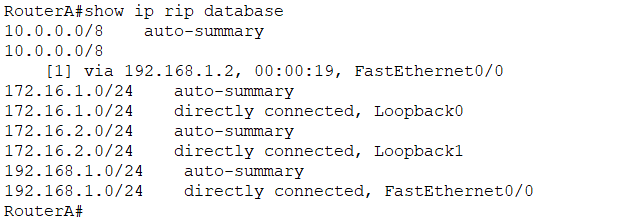 RouterA#show ip rip database
10.0.0.0/8    auto-summary
10.0.0.0/8
    [1] via 192.168.1.2, 00:00:19, FastEthernet0/0
172.16.1.0/24    auto-summary
172.16.1.0/24    directly connected, Loopback0
172.16.2.0/24    auto-summary
172.16.2.0/24    directly connected, Loopback1
192.168.1.0/24    auto-summary
192.168.1.0/24    directly connected, FastEthernet0/0
RouterA#